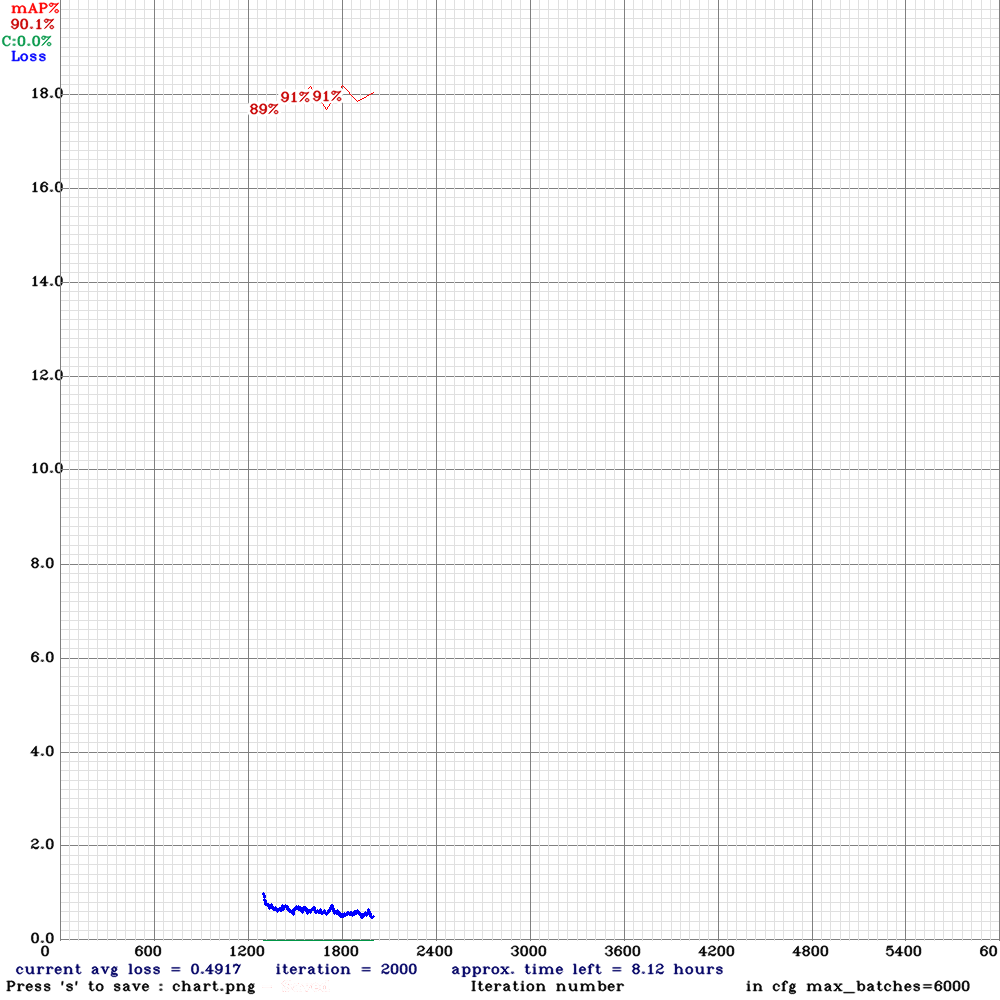 mAP%
90.1%
C:0.0%
Loss
18.0
91% 91%
89%
16.0
14.0
12.0
10.0
8.0
6.0
4.0
2.0
0.0
0 600 1200 1800 2400 3000 3600 4200 4800 5400 60
current avg loss = 0.4917 iteration = 2000 approx. time left = 8.12 hours
Press 's' to save : chart.png Iteration number in cfg max_batches=6000